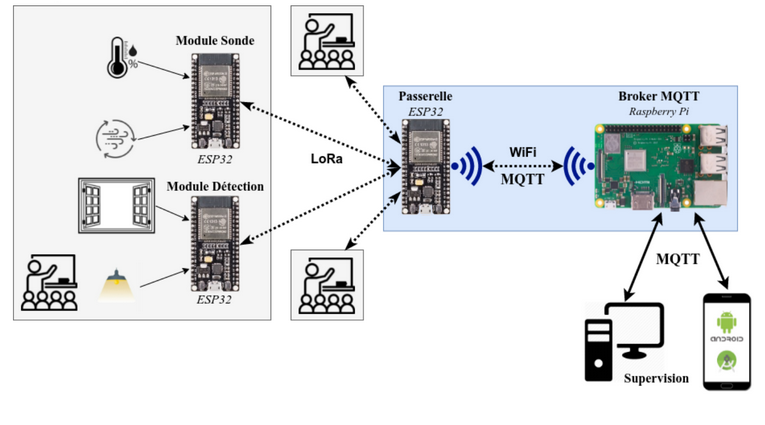 Module Sonde
%
ESP32
LoRa
Module Détection
ESP32
Passerelle
ESP32
WiFi
MQTT
Broker MQTT
Raspberry Pi
MQTT
ANDROID
Supervision